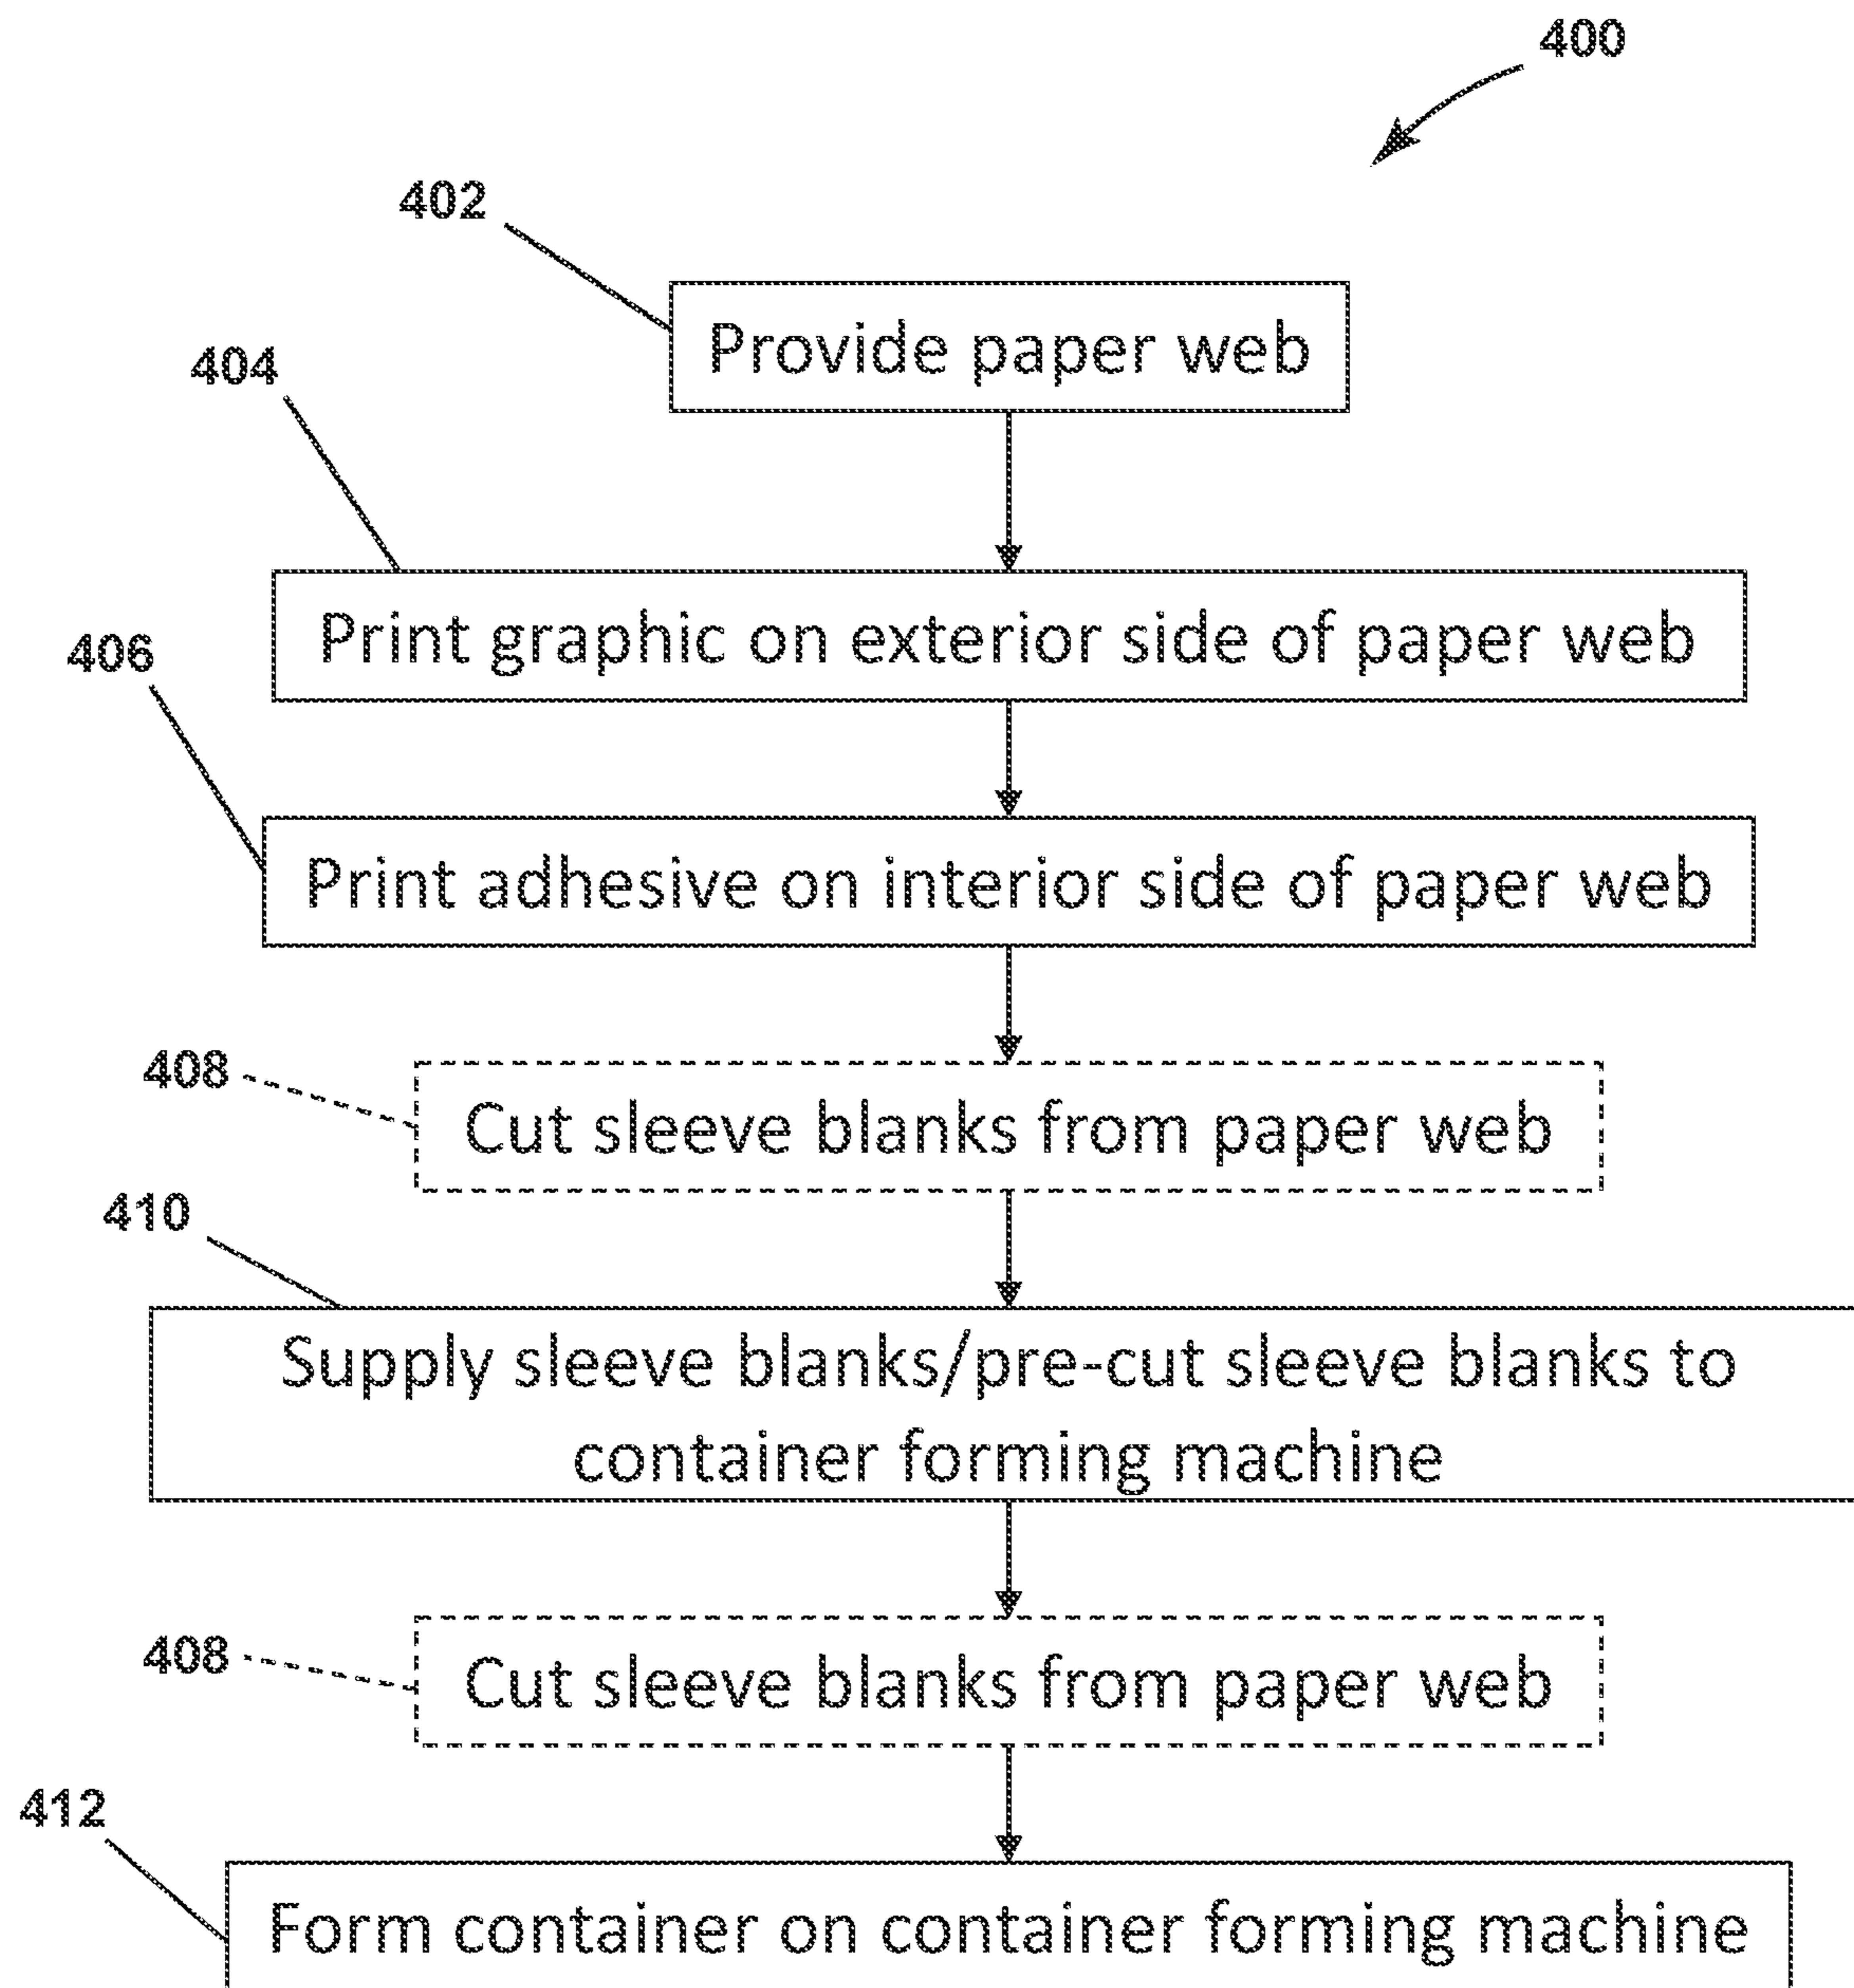 400
402
Provide paper web
404
Print graphic on exterior side of paper web
406
Print adhesive on interior side of paper web
408
Cut sleeve blanks from paper web
410
Supply sleeve blanks/pre-cut sleeve blanks to
container forming machine
408
Cut sleeve blanks from paper web
412
Form container on container forming machine